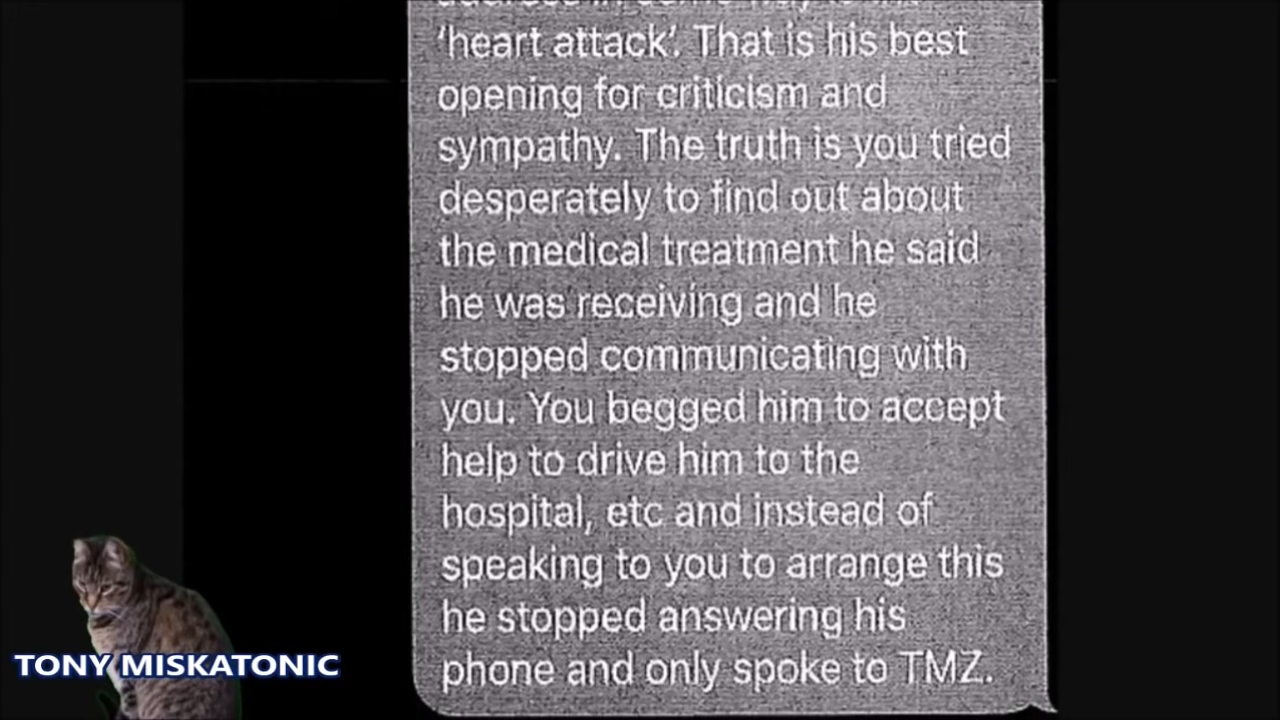 'heart attack'. That is his best
opening for criticism and
sympathy. The truth is you tried
desperately to find out about
the medical treatment he said
he was receiving and he
stopped communicating with
you. You begged him to accept
help to drive him to the
hospital, etc and instead of
speaking to you to arrange this
he stopped answering his
phone and only spoke to TMZ.
TONY MISKATONIC